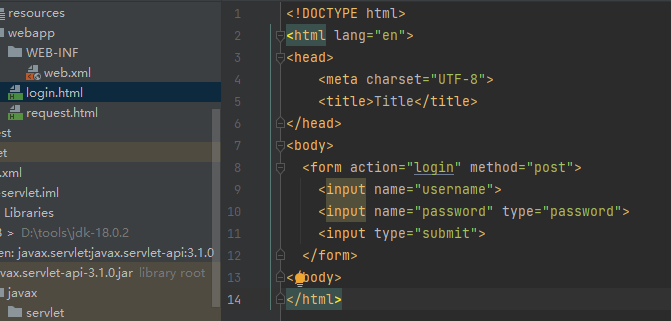 resources
webapp
WEB-INF
web.xml
login.html
request.html
est
et
.xml
servlet.iml
Libraries
> D:\tools\jdk-18.0.2
en: javax.servlet:javax.servlet-api:3.1.0
avax.servlet-api-3.1.0.jar library root
javax
servlet
1 <!DOCTYPE html>
2 <html lang="en">
3 <head>
4 <meta charset="UTF-8">
5 <title>Title</title>
6 </head>
7 <body>
8 <form action="login" method="post">
9 <input name="username">
10 <input name="password" type="password">
11 <input type="submit">
12 </form>
13 <body>
14 </html>